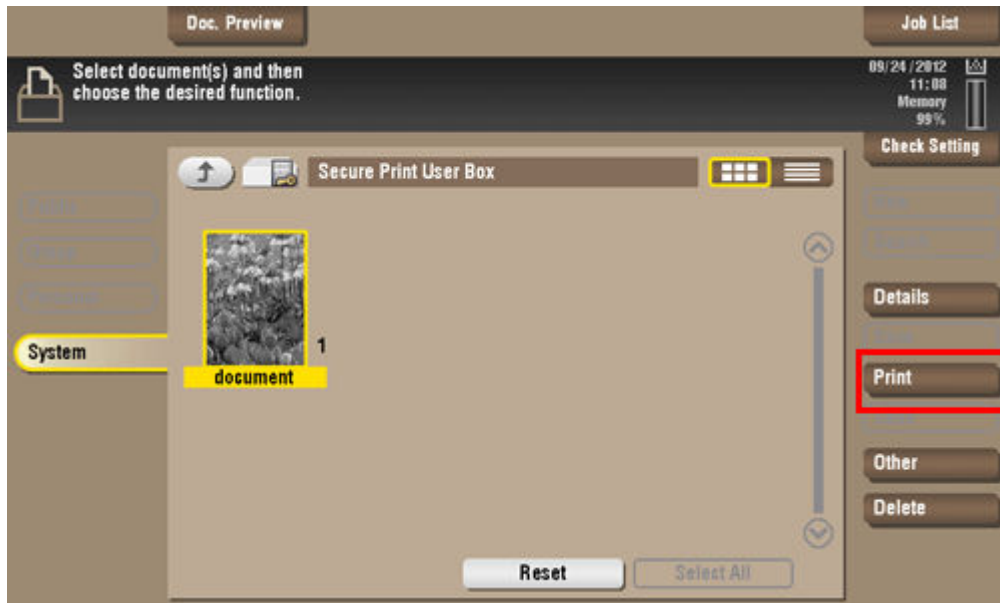 Doc. Preview
Job List
Select document(s) and then
choose the desired function.
09/24/2012
11:08
Memory
99%
Check Setting
Secure Print User Box
Details
System
1
document
Print
Other
Delete
Reset
Select All